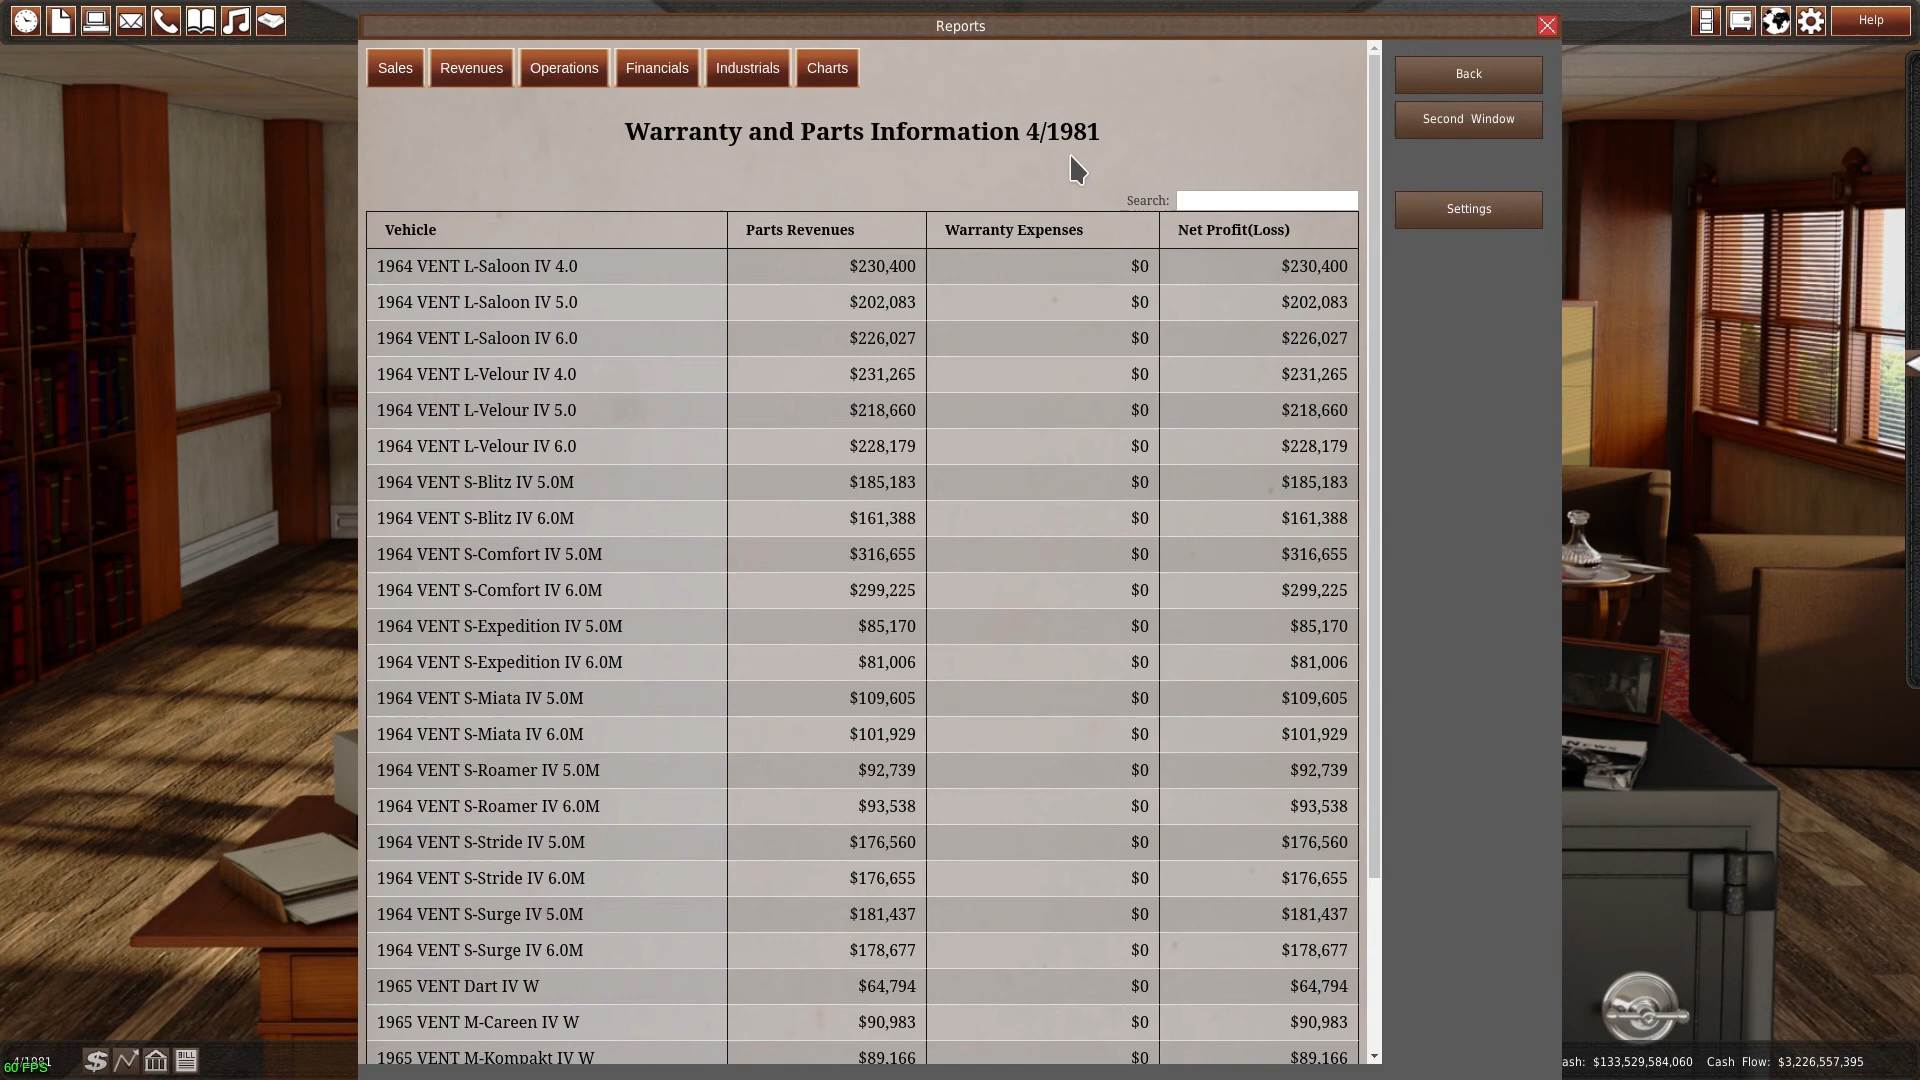 Reports
Help
Sales Revenues Operations Financials Industrials Charts
Back
Second Window
Settings
Warranty and Parts Information 4/1981
Search:
Vehicle Parts Revenues Warranty Expenses Net Profit(Loss)
1964 VENT L-Saloon IV 4.0 $230,400 $0 $230,400
1964 VENT L-Saloon IV 5.0 $202,083 $0 $202,083
1964 VENT L-Saloon IV 6.0 $226,027 $0 $226,027
1964 VENT L-Velour IV 4.0 $231,265 $0 $231,265
1964 VENT L-Velour IV 5.0 $218,660 $0 $218,660
1964 VENT L-Velour IV 6.0 $228,179 $0 $228,179
1964 VENT S-Blitz IV 5.0M $185,183 $0 $185,183
1964 VENT S-Blitz IV 6.0M $161,388 $0 $161,388
1964 VENT S-Comfort IV 5.0M $316,655 $0 $316,655
1964 VENT S-Comfort IV 6.0M $299,225 $0 $299,225
1964 VENT S-Expedition IV 5.0M $85,170 $0 $85,170
1964 VENT S-Expedition IV 6.0M $81,006 $0 $81,006
1964 VENT S-Miata IV 5.0M $109,605 $0 $109,605
1964 VENT S-Miata IV 6.0M $101,929 $0 $101,929
1964 VENT S-Roamer IV 5.0M $92,739 $0 $92,739
1964 VENT S-Roamer IV 6.0M $93,538 $0 $93,538
1964 VENT S-Stride IV 5.0M $176,560 $0 $176,560
1964 VENT S-Stride IV 6.0M $176,655 $0 $176,655
1964 VENT S-Surge IV 5.0M $181,437 $0 $181,437
1964 VENT S-Surge IV 6.0M $178,677 $0 $178,677
1965 VENT Dart IV W $64,794 $0 $64,794
1965 VENT M-Careen IV W $90,983 $0 $90,983
1965 VENT M-Kompakt IV W $89,166 $0 $89,166
4/1981
60 FPS
BILL
ash: $133,529,584,060 Cash Flow: $3,226,557,395